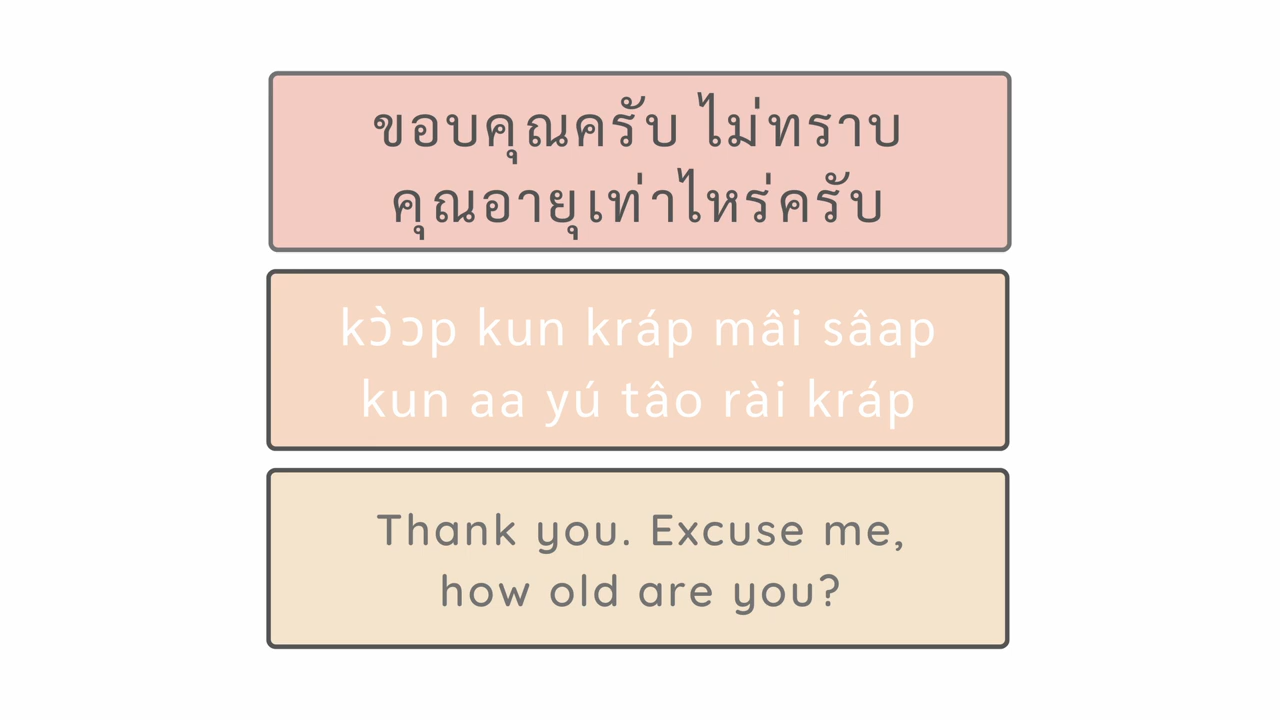 ขอบคุณครับ ไม่ทราบ
คุณอายุเท่าไหร่ครับ
kɔ̀ɔp kun kráp mâi sâap
kun aa yú tâo rài kráp
Thank you. Excuse me,
how old are you?